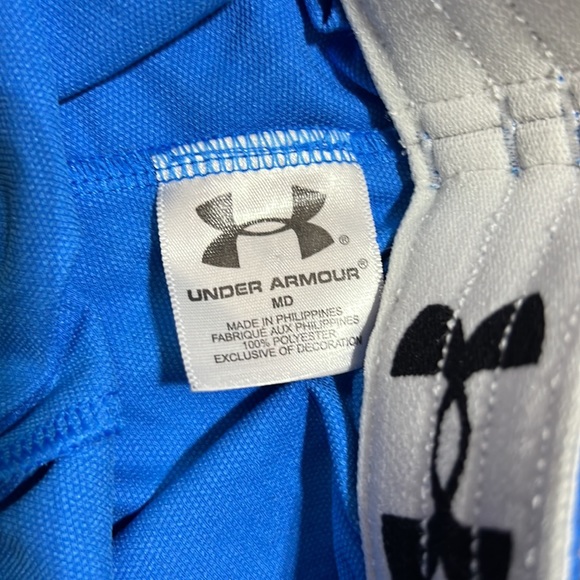 ®
UNDER ARMOUR®
MD
MADE IN PHILIPPINES
FABRIQUE AUX PHILIPPINES
100% POLYESTER
EXCLUSIVE OF DECORATION